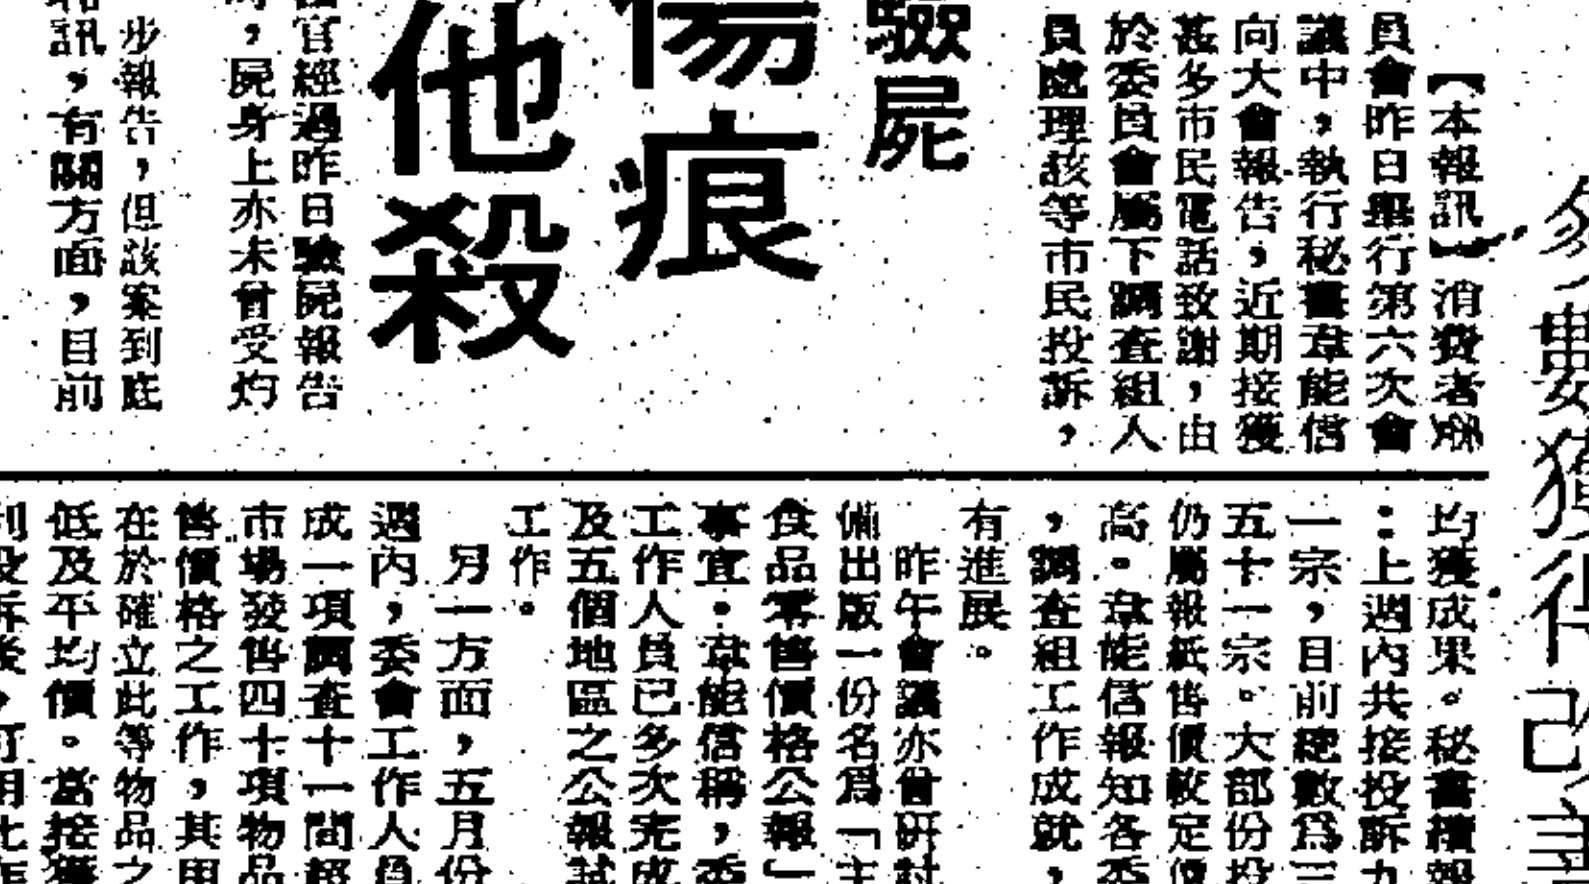 【本報訊】消費者
員會昨日舉行第六次會
議中，執行秘書韋能信
向大會報告，近期接獲
甚多市民電話致謝，由
於委員會屬下調查組人
員處理該等市民投訴，
均獲成果。秘書續報
：上週內共接投訴九
一宗，目前總數爲三
五十一宗。大部份投
仍屬報紙售價較定價
高。韋能信報知各委
，調查組工作成就，
有進展。
昨午會議亦曾研討
備出版一份名爲「主
食品零售價格公報」
事宜。韋能信稱，委
工作人員已多次完成
及五個地區之公報試
工作。
另一方面，五月份
週內，委會工作人員
成一項調查十一間超
市場發售四十項物品
售價格之工作，其用
在於確立此等物品之
低及平均價。當接獲
投訴後，可用此作
驗屍
傷痕
他殺
官經過昨日驗屍報告
，屍身上亦未曾受灼
步報告，但該案到底
訊，有關方面，目前